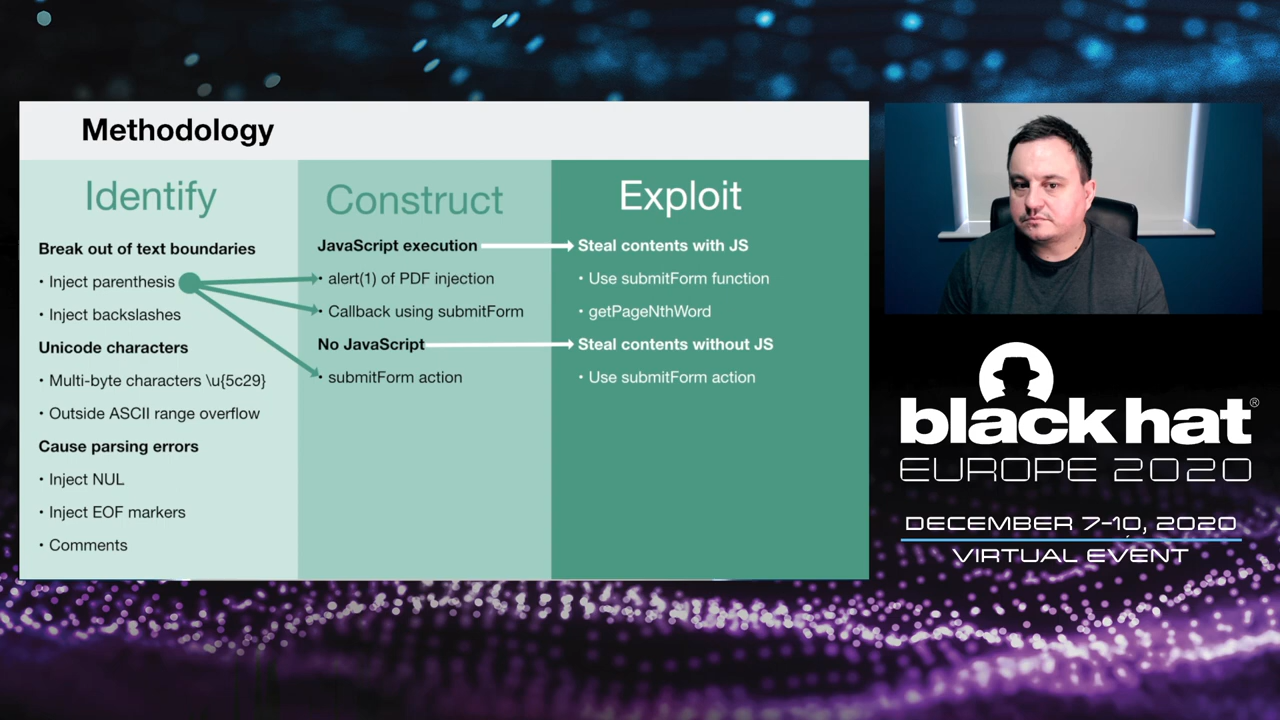 Methodology
Identify
Break out of text boundaries
• Inject parenthesis
• Inject backslashes
Unicode characters
• Multi-byte characters \u{5c29}
• Outside ASCII range overflow
Cause parsing errors
• Inject NUL
• Inject EOF markers
• Comments
Construct
JavaScript execution
• alert(1) of PDF injection
• Callback using submitForm
No JavaScript
• submitForm action
Exploit
Steal contents with JS
• Use submitForm function
• getPageNthWord
Steal contents without JS
• Use submitForm action
black hat®
EUROPE 2020
DECEMBER 7-10, 2020
VIRTUAL EVENT